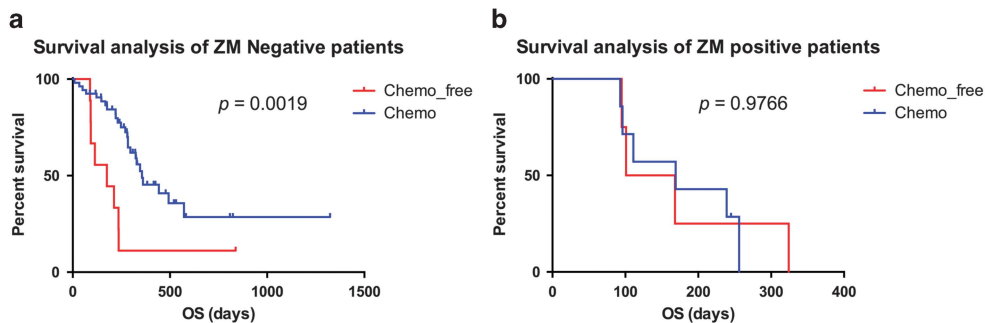 a
Survival analysis of ZM Negative patients
100
50
0
Percent survival
p = 0.0019
Chemo_free
Chemo
0 500 1000 1500
OS (days)
b
Survival analysis of ZM positive patients
100
50
0
Percent survival
p = 0.9766
Chemo_free
Chemo
0 100 200 300 400
OS (days)